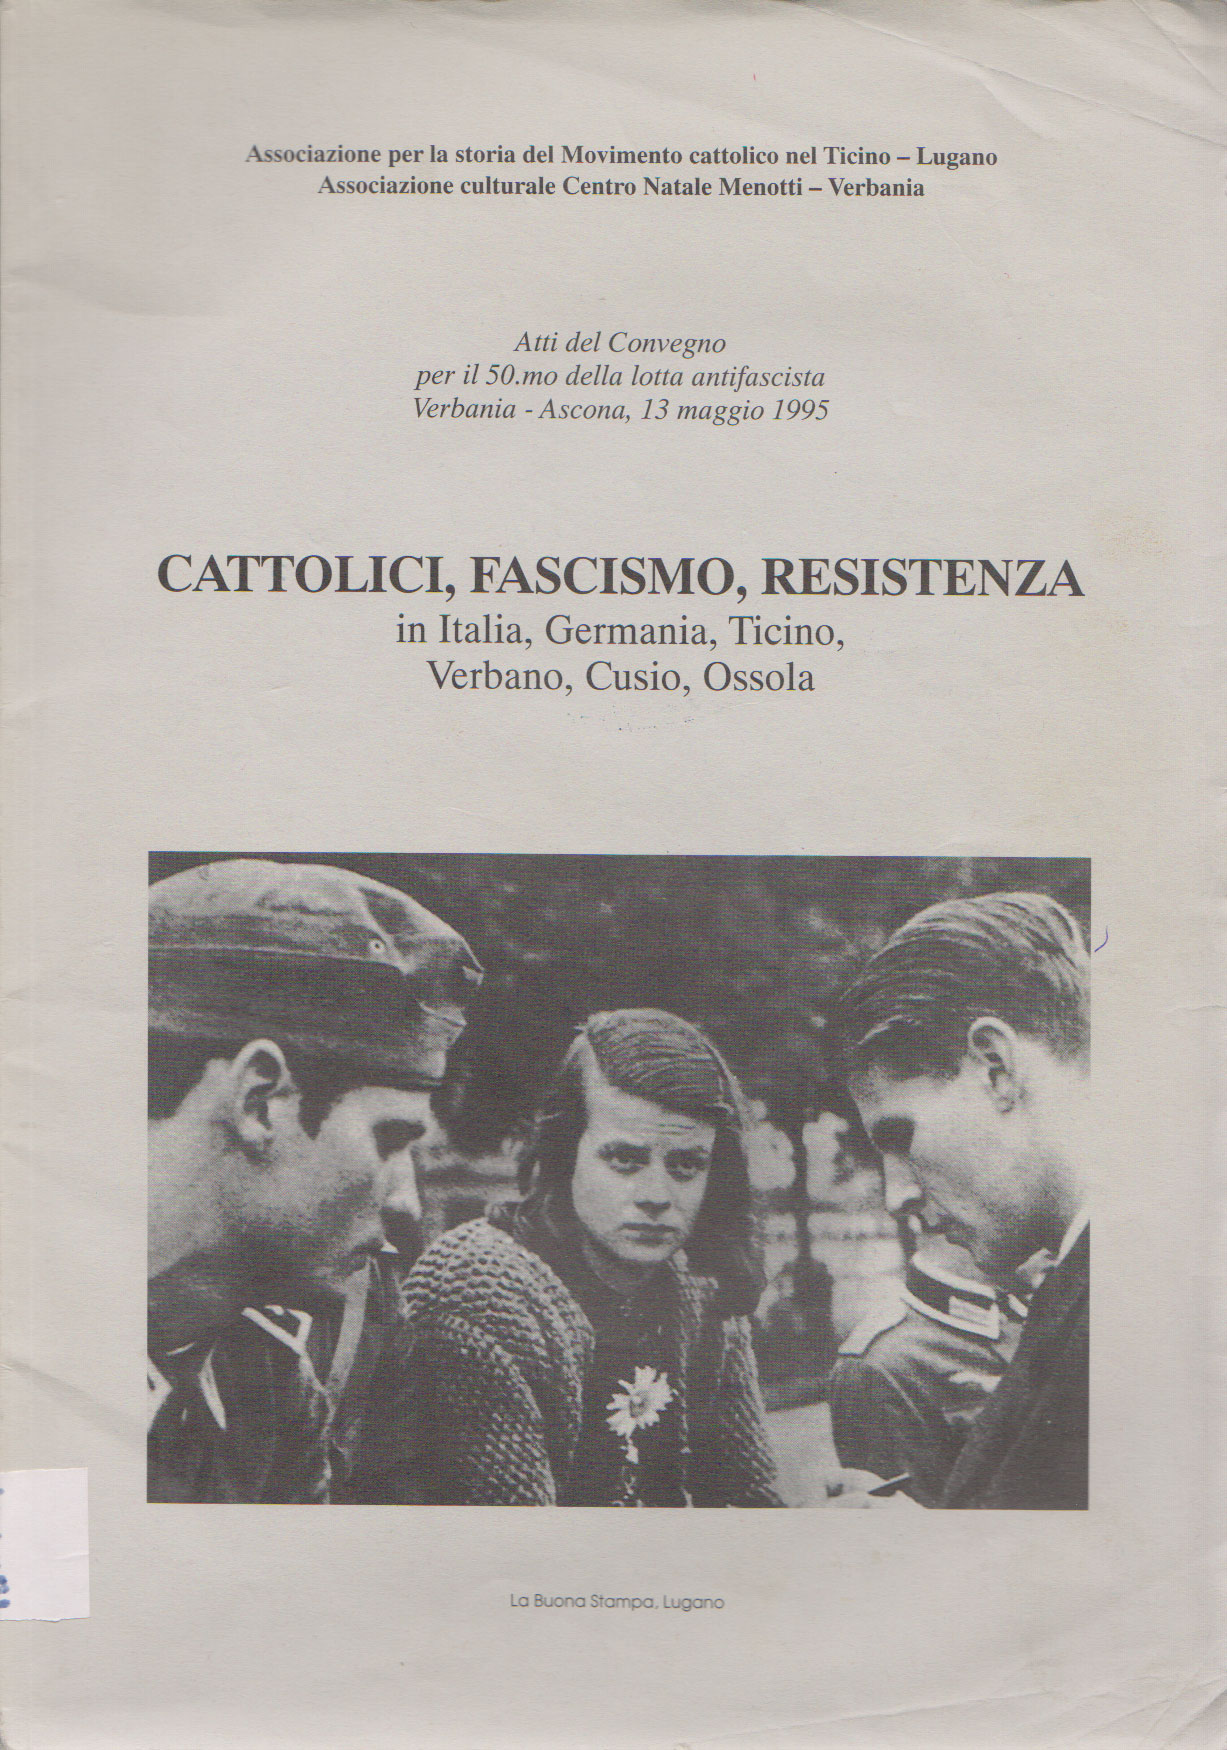 Associazione per la storia del Movimento cattolico nel Ticino – Lugano
Associazione culturale Centro Natale Menotti – Verbania
Atti del Convegno
per il 50.mo della lotta antifascista
Verbania - Ascona, 13 maggio 1995
CATTOLICI, FASCISMO, RESISTENZA
in Italia, Germania, Ticino,
Verbano, Cusio, Ossola
La Buona Stampa, Lugano